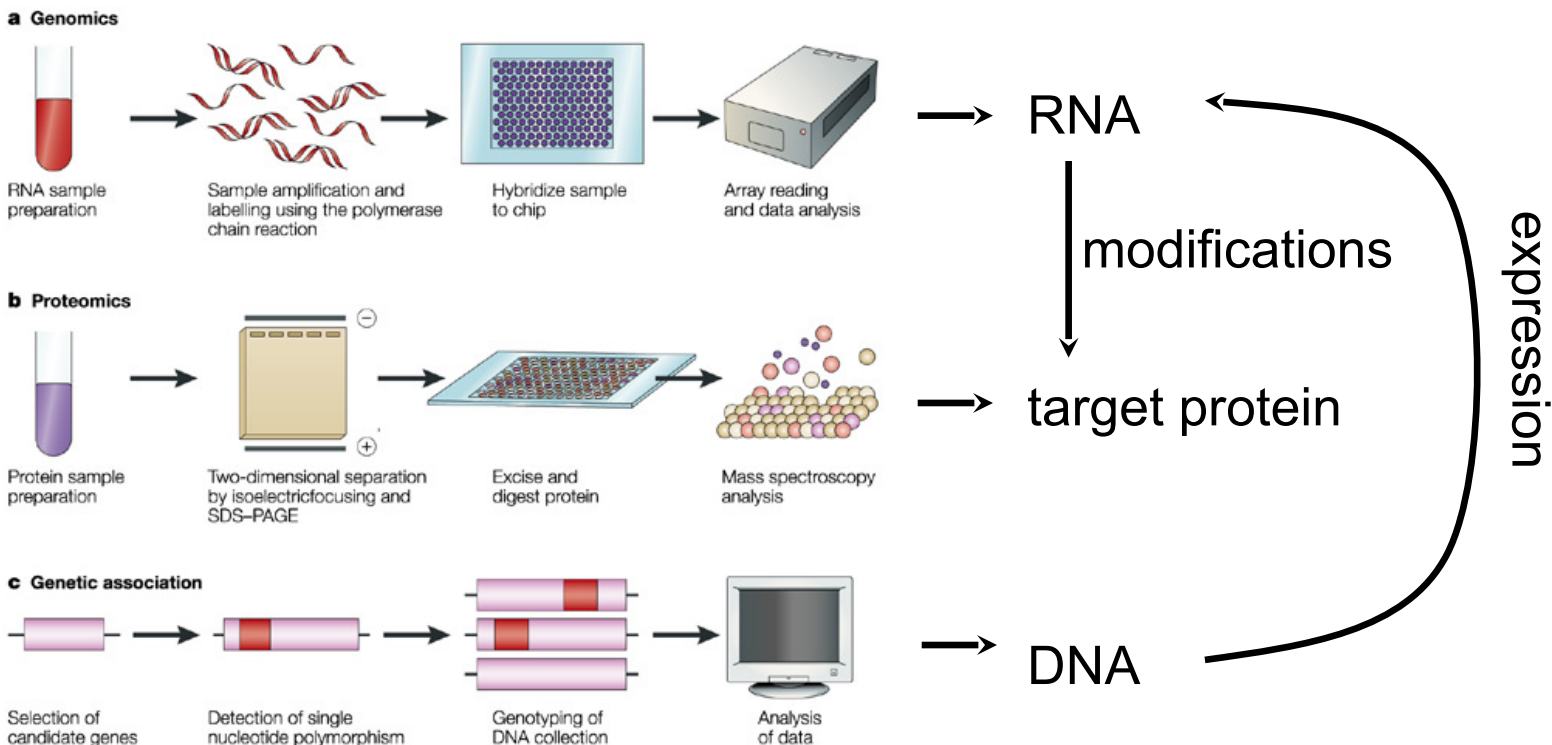 a Genomics
RNA sample
preparation
Sample amplification and
labelling using the polymerase
chain reaction
Hybridize sample
to chip
Array reading
and data analysis
RNA
modifications
expression
b Proteomics
−
+
Protein sample
preparation
Two-dimensional separation
by isoelectricfocusing and
SDS–PAGE
Excise and
digest protein
Mass spectroscopy
analysis
target protein
c Genetic association
Selection of
candidate genes
Detection of single
nucleotide polymorphism
Genotyping of
DNA collection
Analysis
of data
DNA